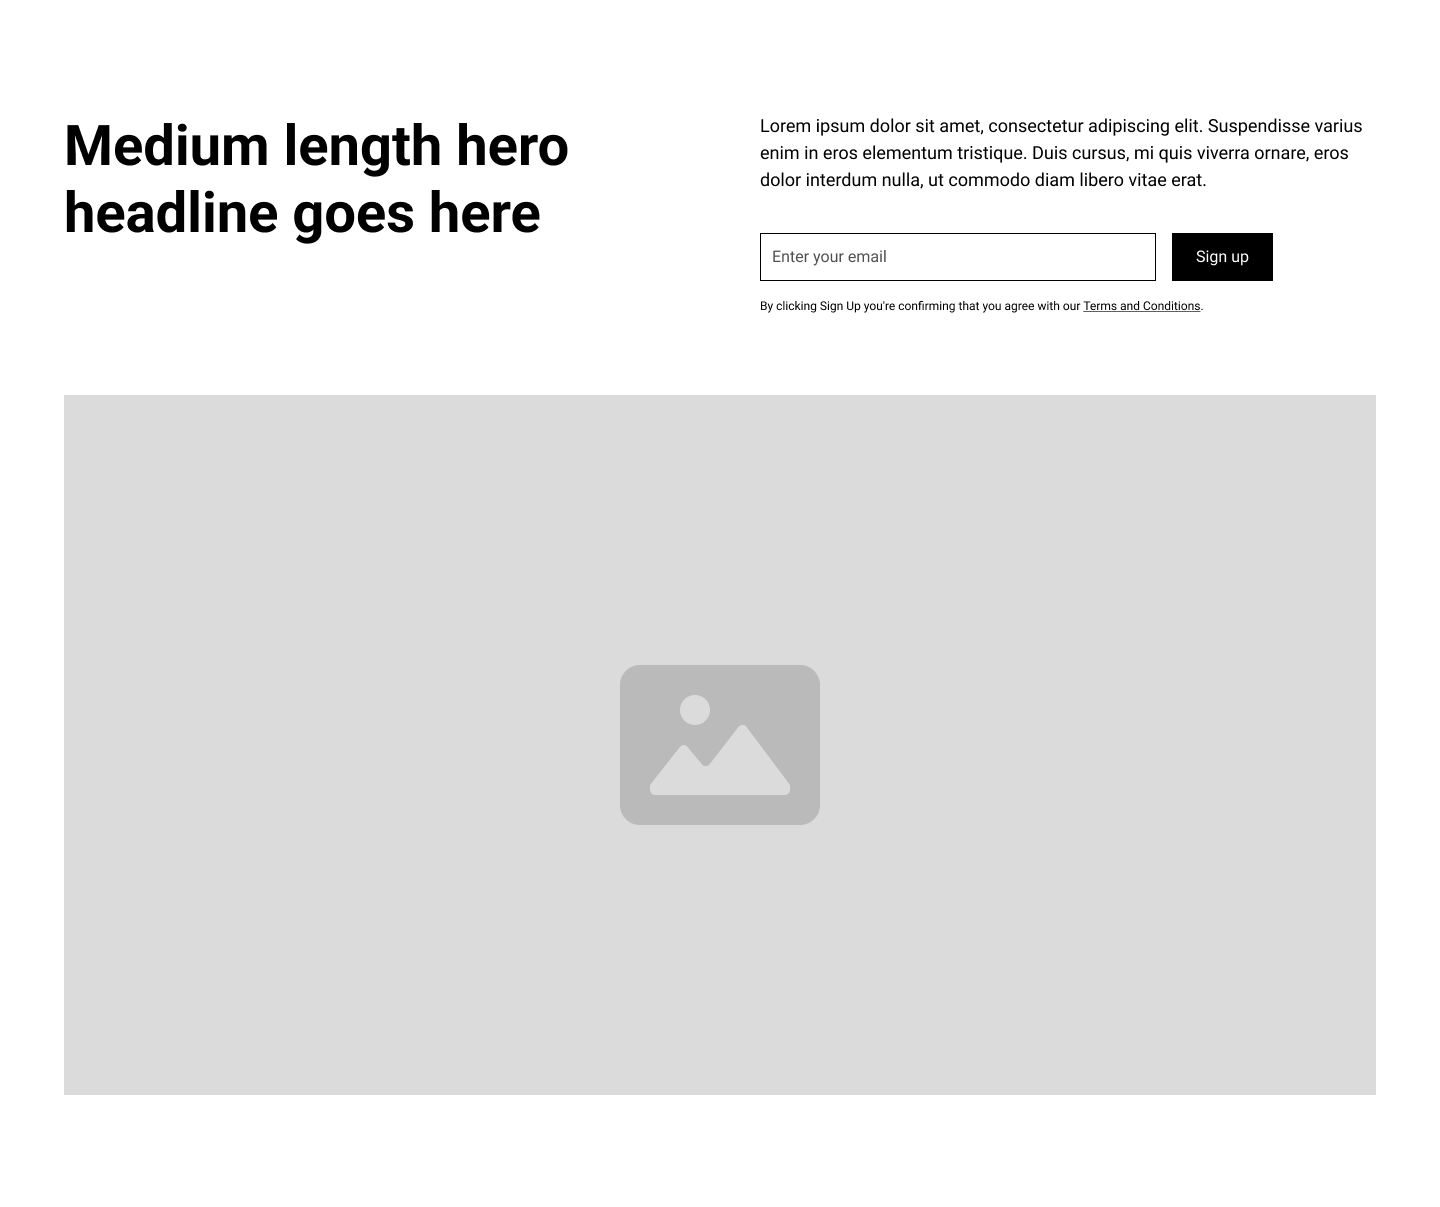 Medium length hero
headline goes here
Lorem ipsum dolor sit amet, consectetur adipiscing elit. Suspendisse varius
enim in eros elementum tristique. Duis cursus, mi quis viverra ornare, eros
dolor interdum nulla, ut commodo diam libero vitae erat.
Enter your email
Sign up
By clicking Sign Up you're confirming that you agree with our Terms and Conditions.